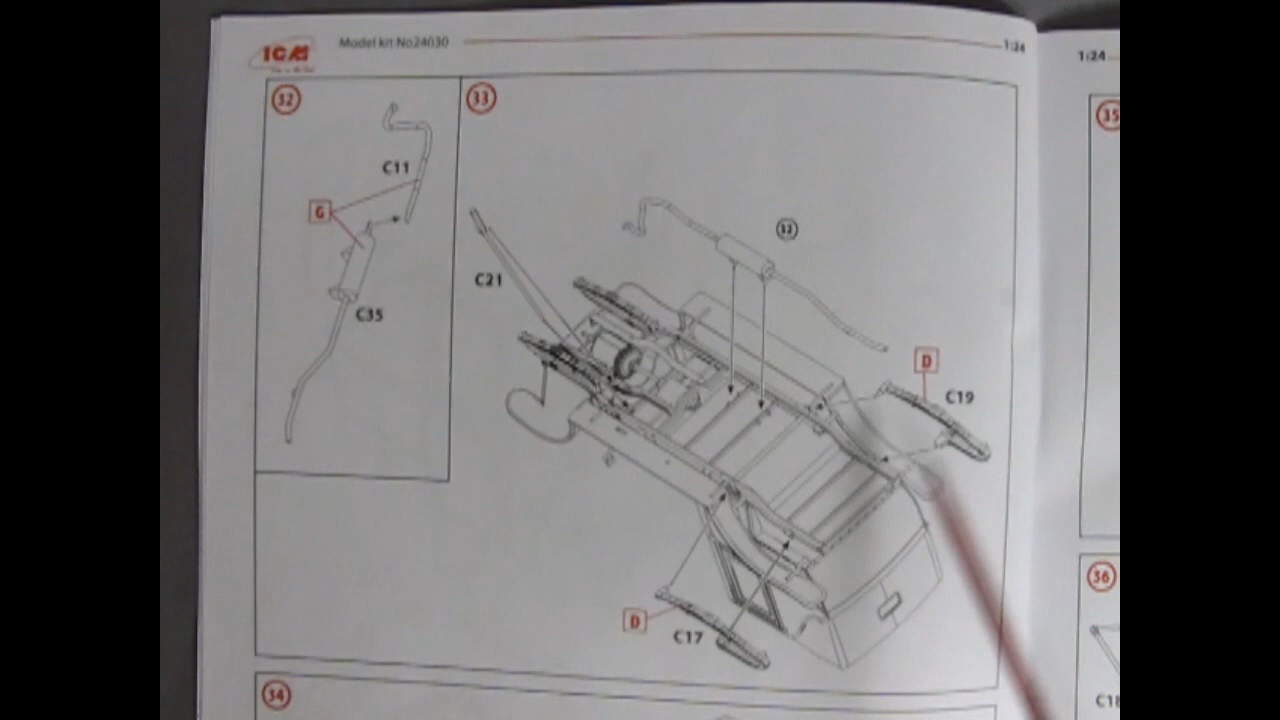 ICM
Model kit No24030
1:24
1:24
32
33
35
C11
G
32
C21
C35
D
C19
D
C17
36
34
C18